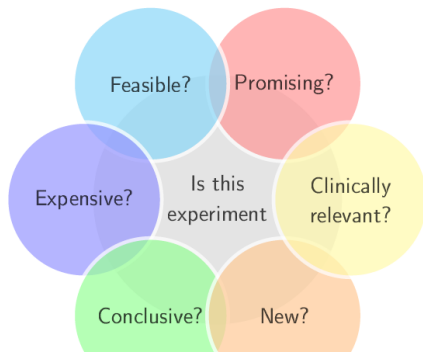 Feasible?
Promising?
Expensive?
Is this
experiment
Clinically
relevant?
Conclusive?
New?